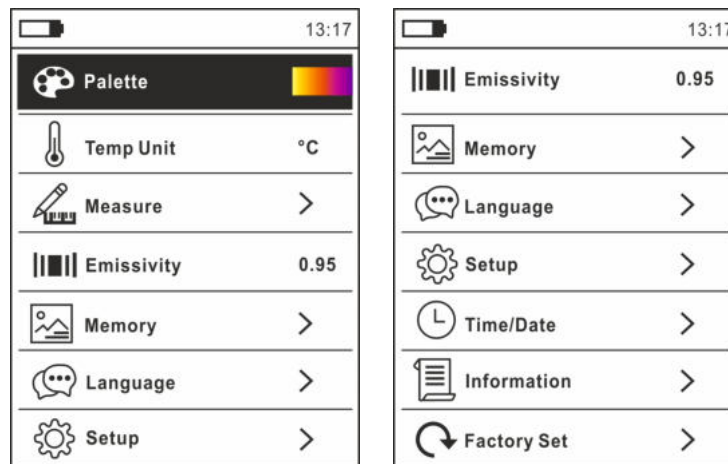 13:17
Palette
Temp Unit °C
Measure
Emissivity 0.95
Memory
Language
Setup
13:17
Emissivity 0.95
Memory
Language
Setup
Time/Date
Information
Factory Set